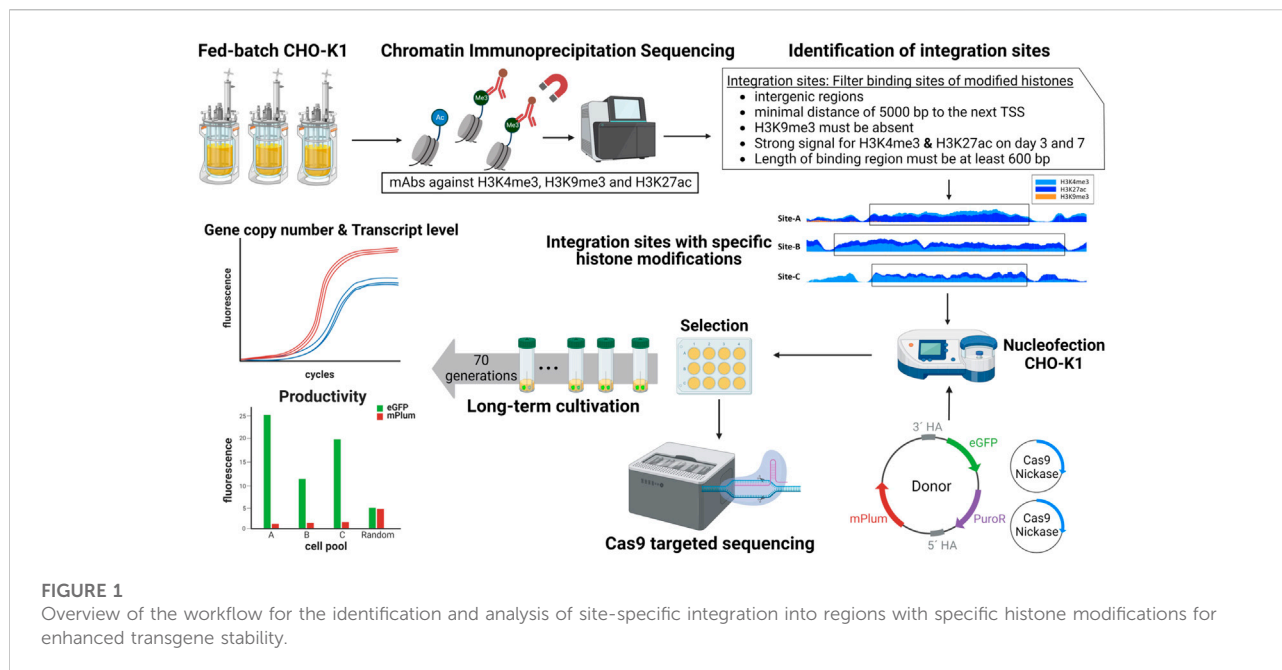 Fed-batch CHO-K1
Chromatin Immunoprecipitation Sequencing
Ac
Me3
Me3
mAbs against H3K4me3, H3K9me3 and H3K27ac
Identification of integration sites
Integration sites: Filter binding sites of modified histones
• intergenic regions
• minimal distance of 5000 bp to the next TSS
• H3K9me3 must be absent
• Strong signal for H3K4me3 & H3K27ac on day 3 and 7
• Length of binding region must be at least 600 bp
H3K4me3
H3K27ac
H3K9me3
Integration sites with specific
histone modifications
Site-A
Site-B
Site-C
Nucleofection
CHO-K1
3´ HA
eGFP
Donor
mPlum
PuroR
5´ HA
Cas9
Nickase
Cas9
Nickase
Selection
1 2 3 4
A
B
C
Cas9 targeted sequencing
70
generations
...
Long-term cultivation
Gene copy number & Transcript level
fluorescence
cycles
Productivity
eGFP
mPlum
fluorescence
25
20
15
10
5
0
A B C Random
cell pool
FIGURE 1
Overview of the workflow for the identification and analysis of site-specific integration into regions with specific histone modifications for
enhanced transgene stability.